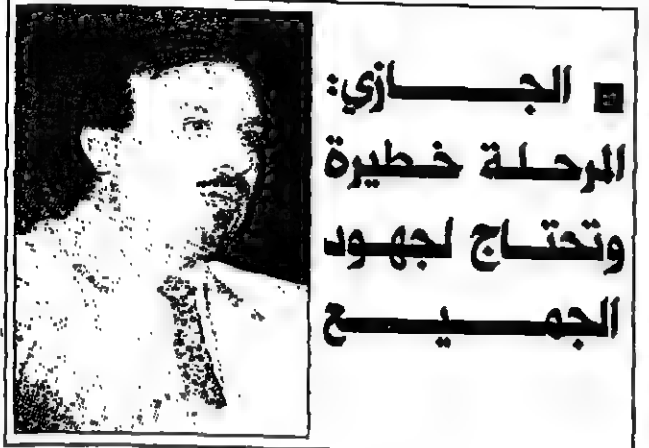 الجازي:
المرحلة خطيرة
وتحتاج لجهود
الجميع